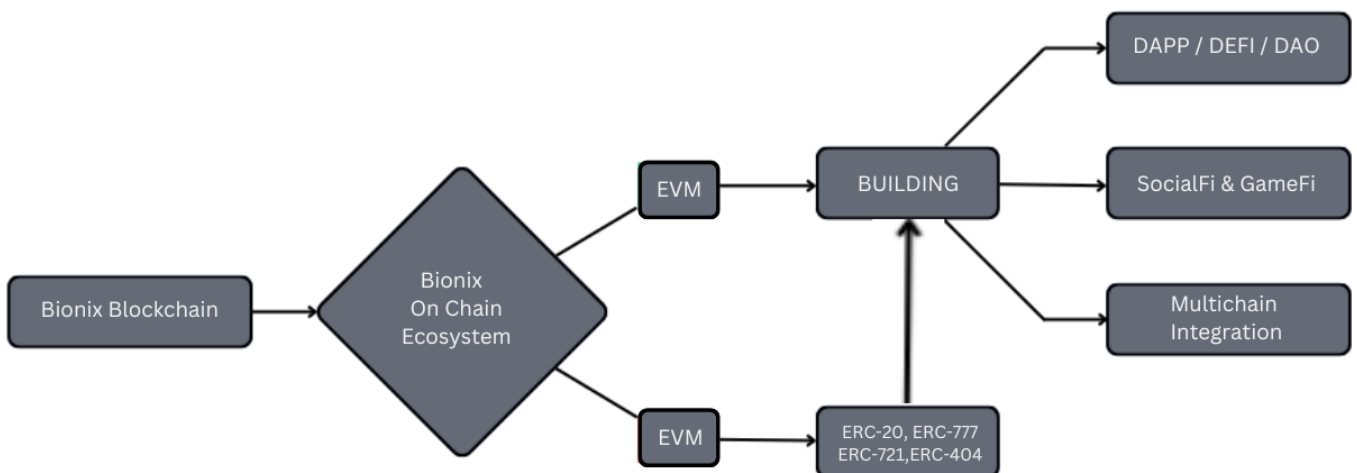 Bionix Blockchain
Bionix
On Chain
Ecosystem
EVM
BUILDING
DAPP / DEFI / DAO
SocialFi & GameFi
Multichain
Integration
EVM
ERC-20, ERC-777
ERC-721,ERC-404